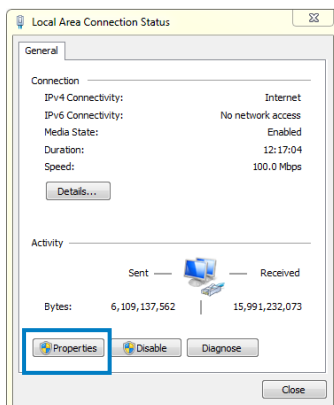 Local Area Connection Status
General
Connection
IPv4 Connectivity: Internet
IPv6 Connectivity: No network access
Media State: Enabled
Duration: 12:17:04
Speed: 100.0 Mbps
Details...
Activity
Sent — — Received
Bytes: 6,109,137,562 | 15,991,232,073
Properties Disable Diagnose
Close